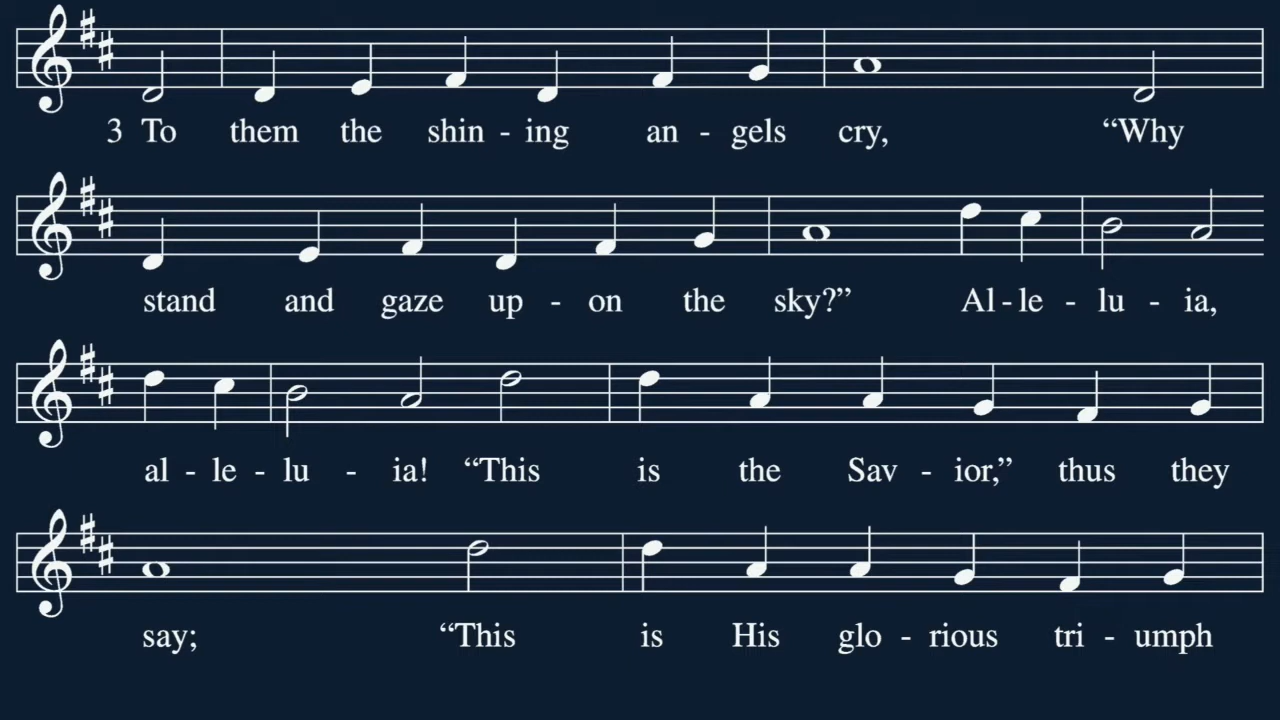 3 To them the shin - ing an - gels cry, “Why
stand and gaze up - on the sky?” Al - le - lu - ia,
al - le - lu - ia! “This is the Sav - ior,” thus they
say; “This is His glo - rious tri - umph